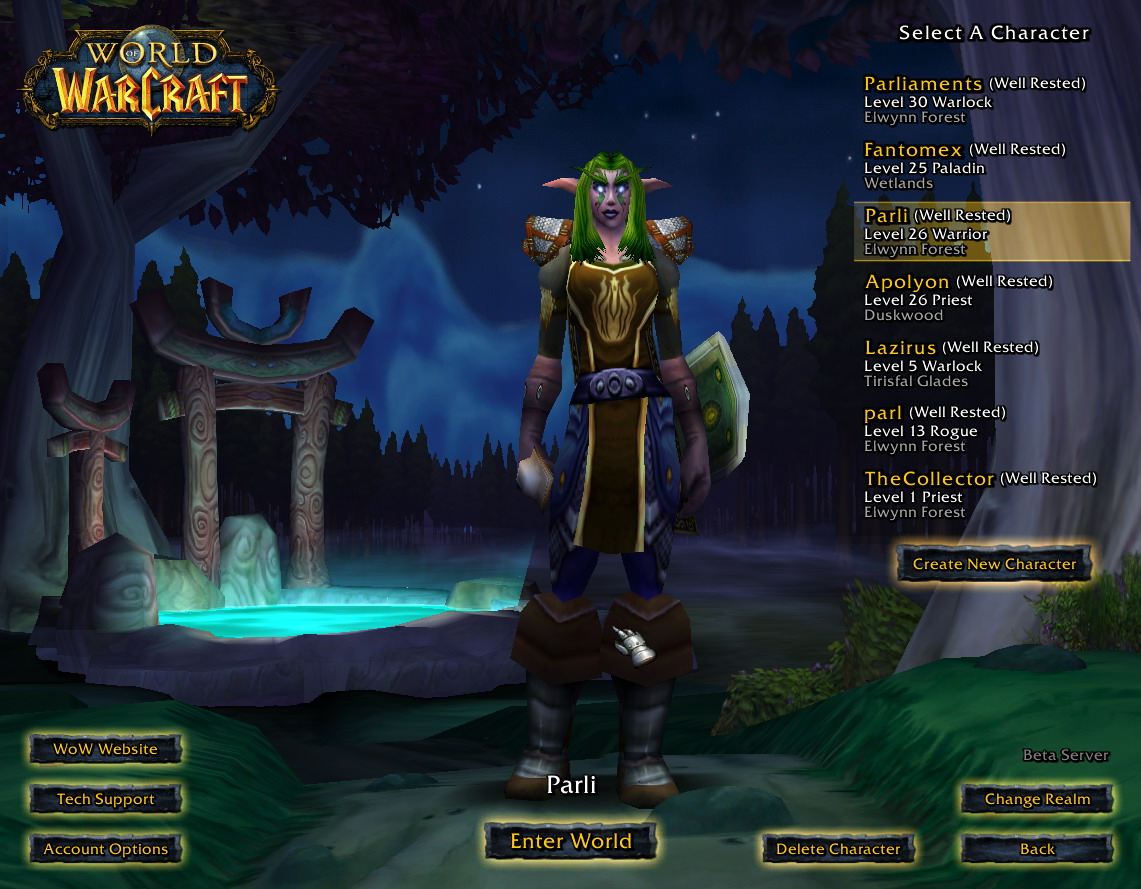 WORLD
OF
WARCRAFT
Select A Character
Parliaments (Well Rested)
Level 30 Warlock
Elwynn Forest
Fantomex (Well Rested)
Level 25 Paladin
Wetlands
Parli (Well Rested)
Level 26 Warrior
Elwynn Forest
Apolyon (Well Rested)
Level 26 Priest
Duskwood
Lazirus (Well Rested)
Level 5 Warlock
Tirisfal Glades
parl (Well Rested)
Level 13 Rogue
Elwynn Forest
TheCollector (Well Rested)
Level 1 Priest
Elwynn Forest
Create New Character
WoW Website
Tech Support
Account Options
Parli
Enter World
Beta Server
Change Realm
Delete Character
Back